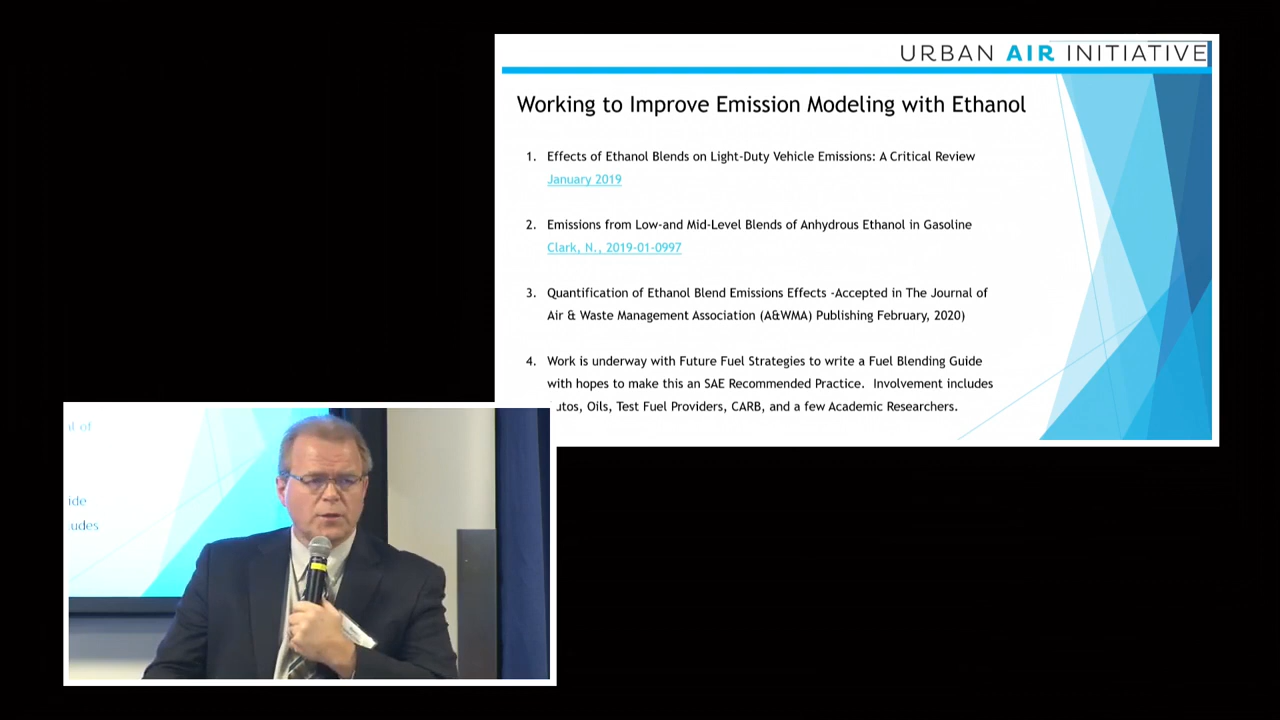 URBAN AIR INITIATIVE
Working to Improve Emission Modeling with Ethanol
1. Effects of Ethanol Blends on Light-Duty Vehicle Emissions: A Critical Review
January 2019
2. Emissions from Low-and Mid-Level Blends of Anhydrous Ethanol in Gasoline
Clark, N., 2019-01-0997
3. Quantification of Ethanol Blend Emissions Effects -Accepted in The Journal of
Air & Waste Management Association (A&WMA) Publishing February, 2020)
4. Work is underway with Future Fuel Strategies to write a Fuel Blending Guide
with hopes to make this an SAE Recommended Practice. Involvement includes
utos, Oils, Test Fuel Providers, CARB, and a few Academic Researchers.
al of
ide
udes